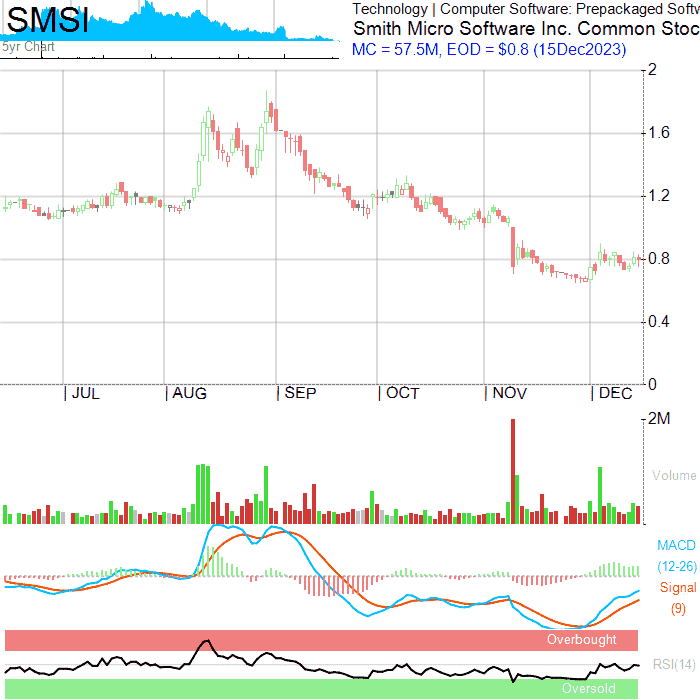 SMSI
5yr Chart
Technology | Computer Software: Prepackaged Softw
Smith Micro Software Inc. Common Stoc
MC = 57.5M, EOD = $0.8 (15Dec2023)
2
1.6
1.2
0.8
0.4
0
| JUL | AUG | SEP | OCT | NOV | DEC
2M
Volume
MACD
(12-26)
Signal
(9)
Overbought
RSI(14)
Oversold